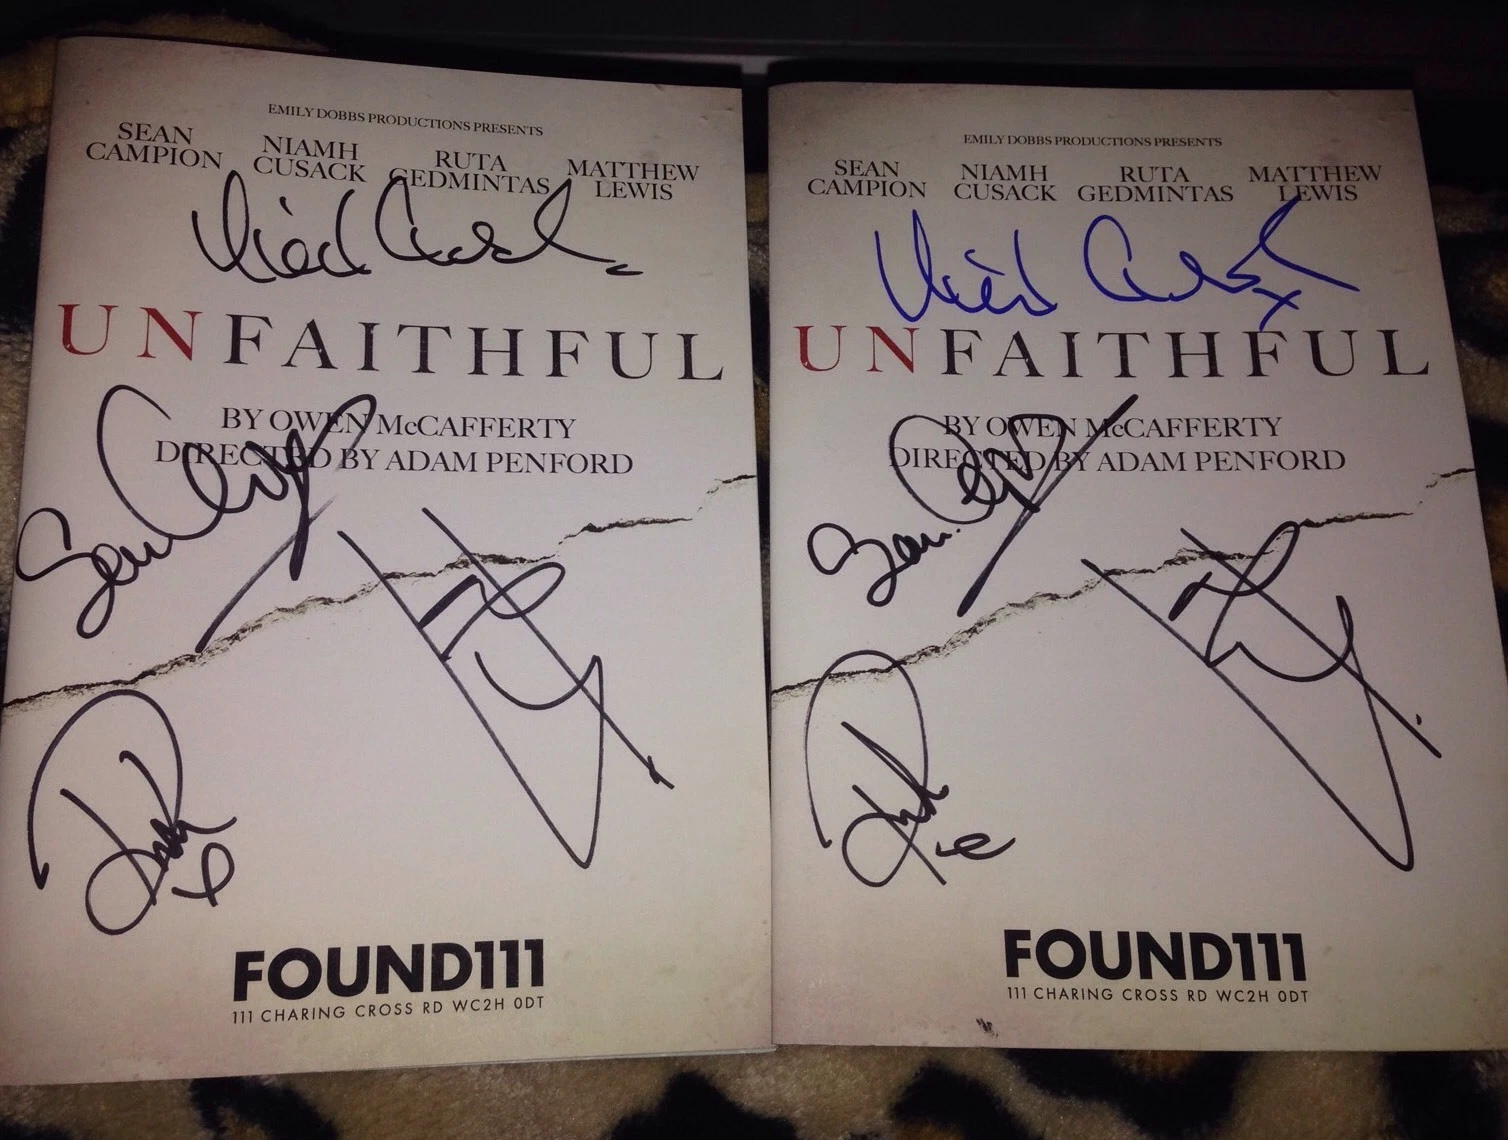 EMILY DOBBS PRODUCTIONS PRESENTS
SEAN CAMPION
NIAMH CUSACK
RUTA GEDMINTAS
MATTHEW LEWIS
UNFAITHFUL
BY OWEN McCAFFERTY
DIRECTED BY ADAM PENFORD
Sean
FOUND111
111 CHARING CROSS RD WC2H 0DT
EMILY DOBBS PRODUCTIONS PRESENTS
SEAN CAMPION
NIAMH CUSACK
RUTA GEDMINTAS
MATTHEW LEWIS
UNFAITHFUL
BY OWEN McCAFFERTY
DIRECTED BY ADAM PENFORD
Sean
FOUND111
111 CHARING CROSS RD WC2H 0DT